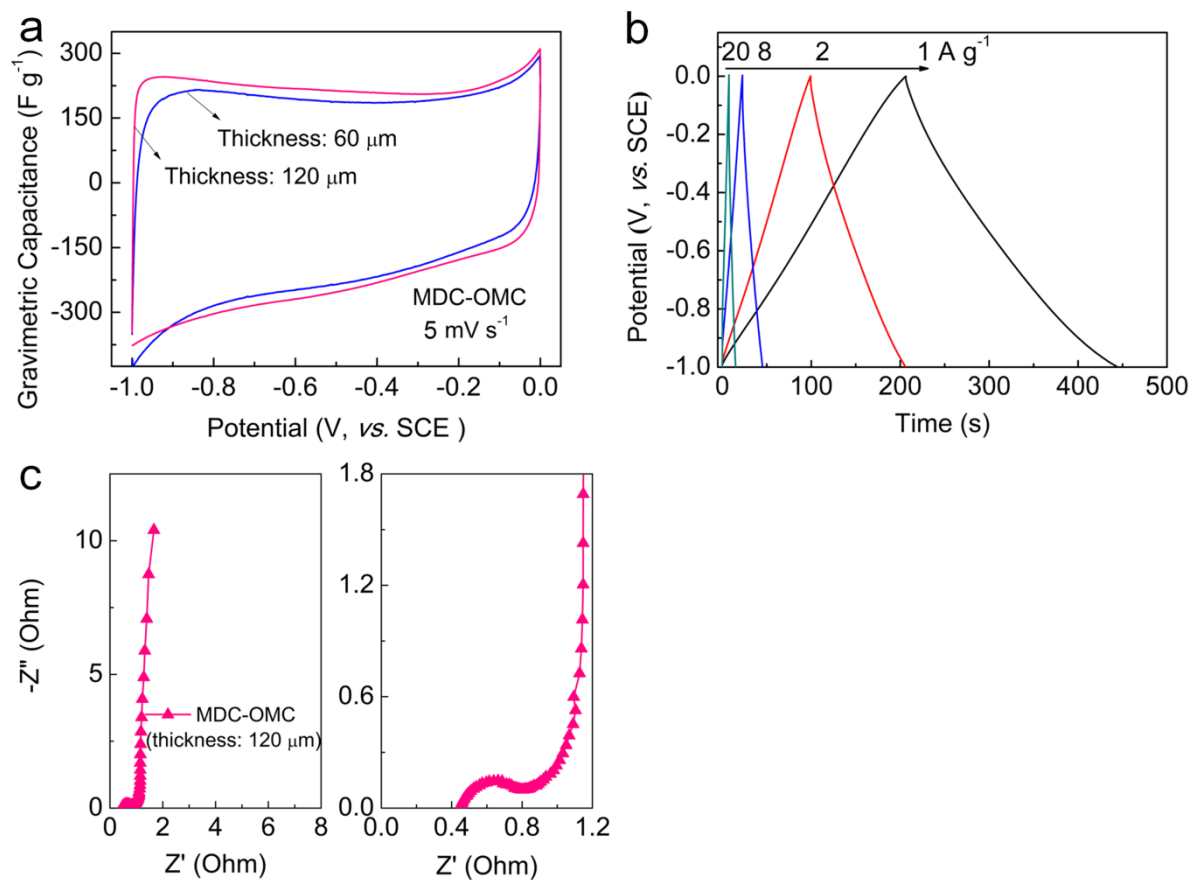 a
300
150
0
-150
-300
Gravimetric Capacitance (F g-1)
Thickness: 60 μm
Thickness: 120 μm
MDC-OMC
5 mV s-1
-1.0 -0.8 -0.6 -0.4 -0.2 0.0
Potential (V, vs. SCE )
b
20 8 2 1 A g-1
0.0
-0.2
-0.4
-0.6
-0.8
-1.0
Potential (V, vs. SCE)
0 100 200 300 400 500
Time (s)
c
10
5
0
-Z" (Ohm)
MDC-OMC
(thickness: 120 μm)
0 2 4 6 8
Z' (Ohm)
1.8
1.2
0.6
0.0
0.0 0.4 0.8 1.2
Z' (Ohm)